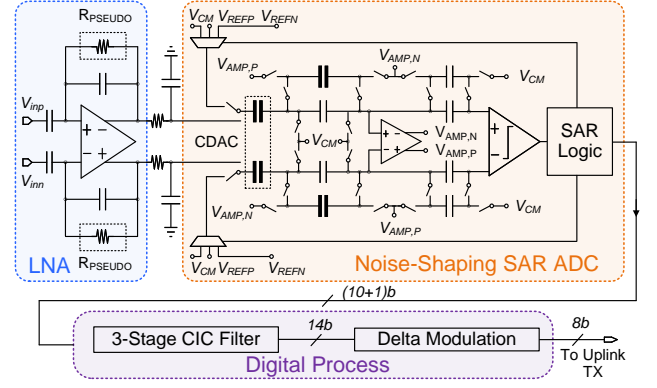 R_PSEUDO
V_CM V_REFP V_REFN
V_AMP,P
V_AMP,N
V_CM
V_inp
CDAC
V_CM
V_AMP,N
V_AMP,P
SAR
Logic
V_inn
V_AMP,N
V_AMP,P
V_CM
R_PSEUDO
V_CM V_REFP V_REFN
LNA
Noise-Shaping SAR ADC
(10+1)b
3-Stage CIC Filter
14b
Delta Modulation
8b
To Uplink
TX
Digital Process